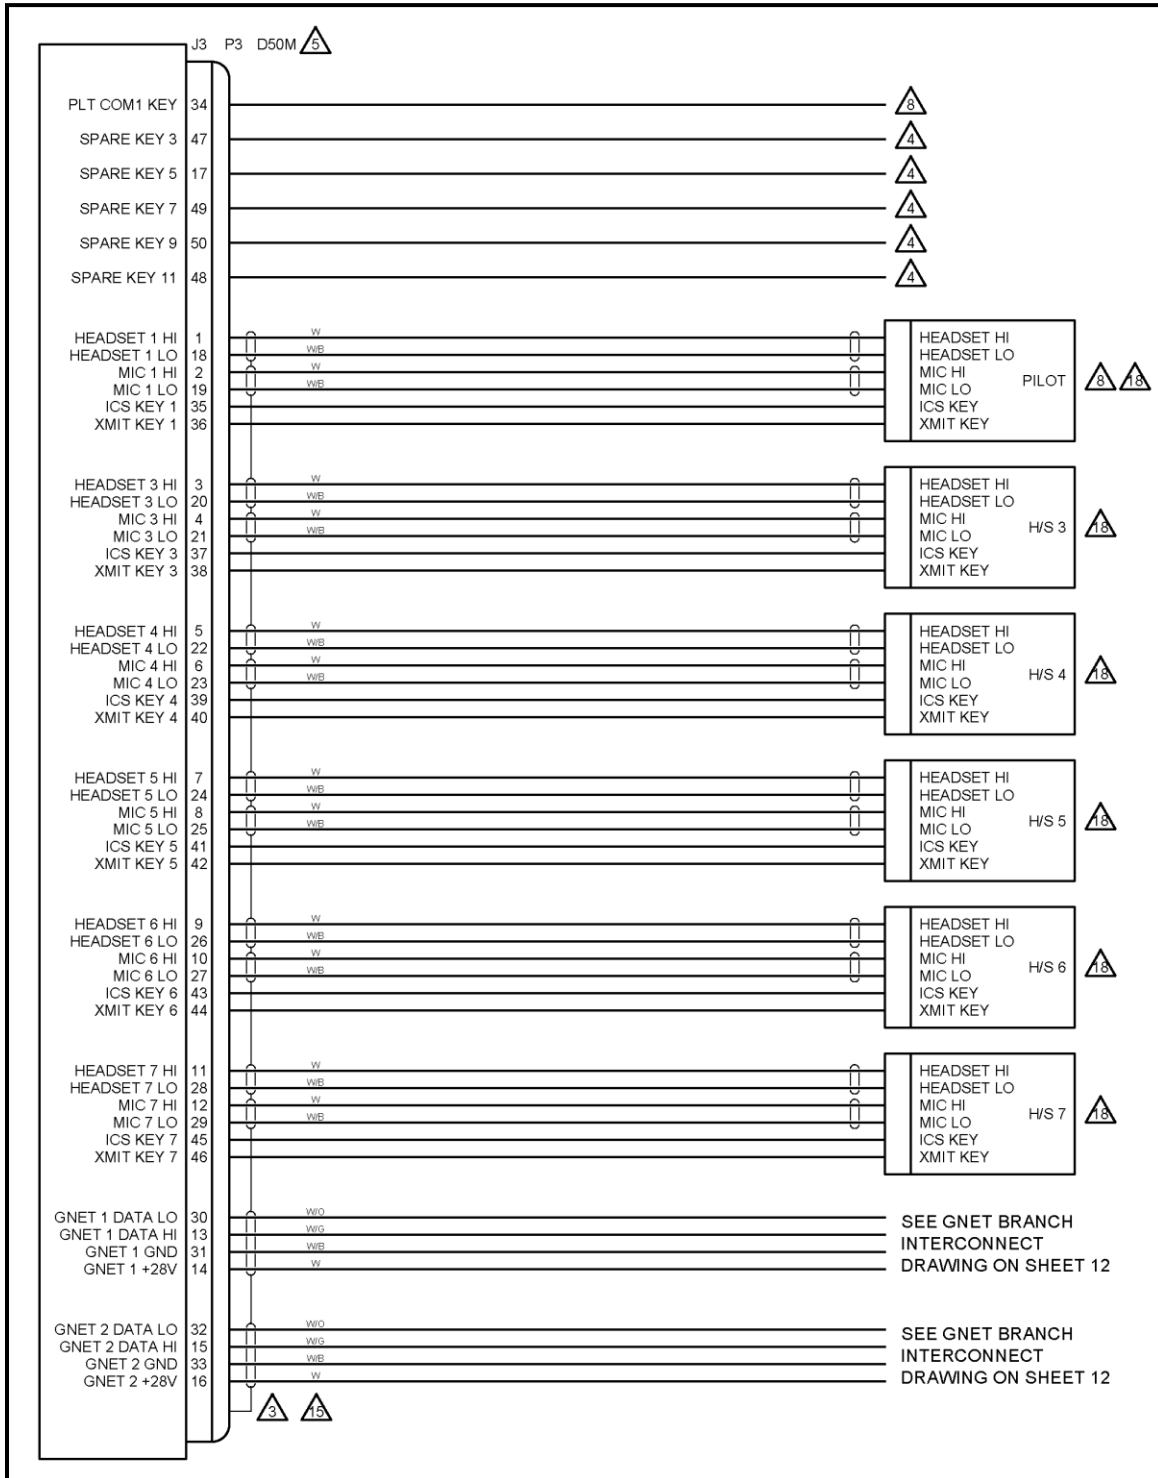 J3 P3 D50M 5
PLT COM1 KEY 34 8
SPARE KEY 3 47 4
SPARE KEY 5 17 4
SPARE KEY 7 49 4
SPARE KEY 9 50 4
SPARE KEY 11 48 4
HEADSET 1 HI 1 W HEADSET HI
HEADSET 1 LO 18 W/B HEADSET LO
MIC 1 HI 2 W MIC HI
PILOT 8 18
MIC 1 LO 19 W/B MIC LO
ICS KEY 1 35 ICS KEY
XMIT KEY 1 36 XMIT KEY
HEADSET 3 HI 3 W HEADSET HI
HEADSET 3 LO 20 W/B HEADSET LO
MIC 3 HI 4 W MIC HI
H/S 3 18
MIC 3 LO 21 W/B MIC LO
ICS KEY 3 37 ICS KEY
XMIT KEY 3 38 XMIT KEY
HEADSET 4 HI 5 W HEADSET HI
HEADSET 4 LO 22 W/B HEADSET LO
MIC 4 HI 6 W MIC HI
H/S 4 18
MIC 4 LO 23 W/B MIC LO
ICS KEY 4 39 ICS KEY
XMIT KEY 4 40 XMIT KEY
HEADSET 5 HI 7 W HEADSET HI
HEADSET 5 LO 24 W/B HEADSET LO
MIC 5 HI 8 W MIC HI
H/S 5 18
MIC 5 LO 25 W/B MIC LO
ICS KEY 5 41 ICS KEY
XMIT KEY 5 42 XMIT KEY
HEADSET 6 HI 9 W HEADSET HI
HEADSET 6 LO 26 W/B HEADSET LO
MIC 6 HI 10 W MIC HI
H/S 6 18
MIC 6 LO 27 W/B MIC LO
ICS KEY 6 43 ICS KEY
XMIT KEY 6 44 XMIT KEY
HEADSET 7 HI 11 W HEADSET HI
HEADSET 7 LO 28 W/B HEADSET LO
MIC 7 HI 12 W MIC HI
H/S 7 18
MIC 7 LO 29 W/B MIC LO
ICS KEY 7 45 ICS KEY
XMIT KEY 7 46 XMIT KEY
GNET 1 DATA LO 30 W/O
GNET 1 DATA HI 13 W/G
GNET 1 GND 31 W/B
GNET 1 +28V 14 W
SEE GNET BRANCH
INTERCONNECT
DRAWING ON SHEET 12
GNET 2 DATA LO 32 W/O
GNET 2 DATA HI 15 W/G
GNET 2 GND 33 W/B
GNET 2 +28V 16 W
SEE GNET BRANCH
INTERCONNECT
DRAWING ON SHEET 12
3 15